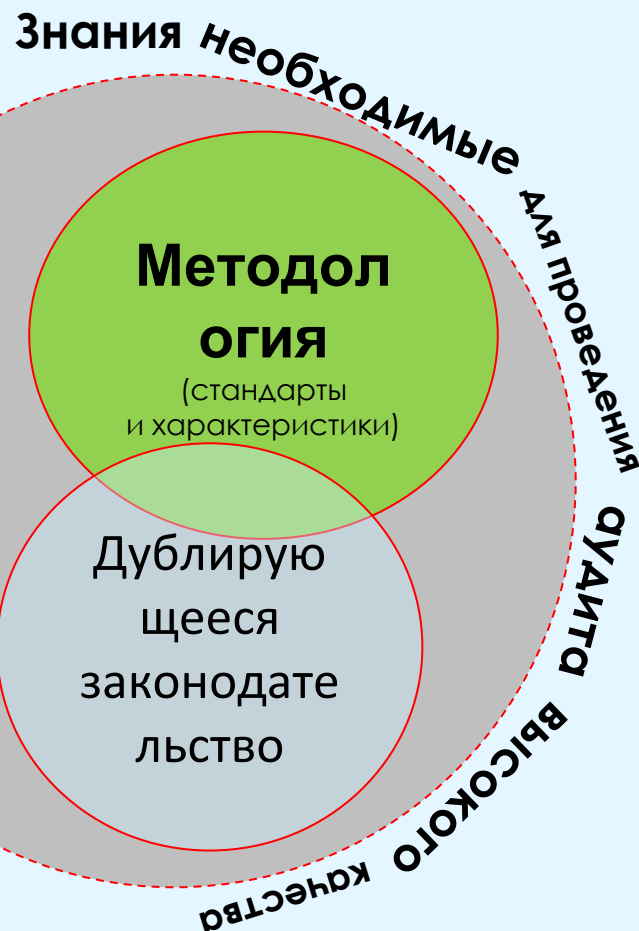 Знания необходимые для проведения аудита высокого качества
Методол
огия
(стандарты
и характеристики)
Дублирую
щееся
законодате
льство